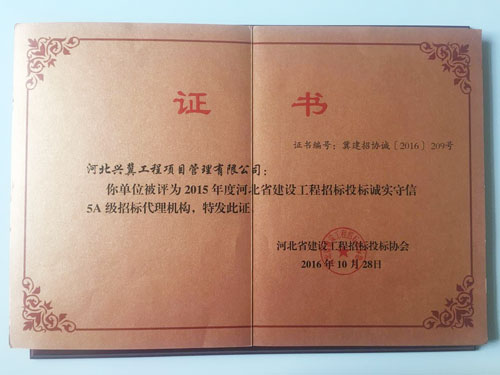 证 书
证书编号：冀建招协诚〔2016〕209号
河北兴冀工程项目管理有限公司：
你单位被评为2015年度河北省建设工程招标投标诚实守信
5A级招标代理机构，特发此证
河北省建设工程招标投标协会
2016年10月28日